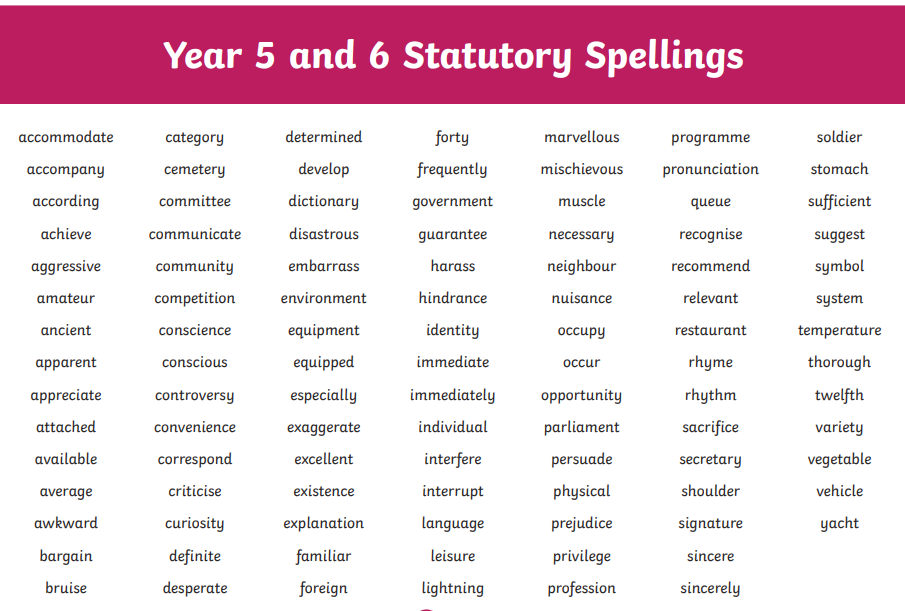 Year 5 and 6 Statutory Spellings
accommodate category determined forty marvellous programme soldier
accompany cemetery develop frequently mischievous pronunciation stomach
according committee dictionary government muscle queue sufficient
achieve communicate disastrous guarantee necessary recognise suggest
aggressive community embarrass harass neighbour recommend symbol
amateur competition environment hindrance nuisance relevant system
ancient conscience equipment identity occupy restaurant temperature
apparent conscious equipped immediate occur rhyme thorough
appreciate controversy especially immediately opportunity rhythm twelfth
attached convenience exaggerate individual parliament sacrifice variety
available correspond excellent interfere persuade secretary vegetable
average criticise existence interrupt physical shoulder vehicle
awkward curiosity explanation language prejudice signature yacht
bargain definite familiar leisure privilege sincere
bruise desperate foreign lightning profession sincerely